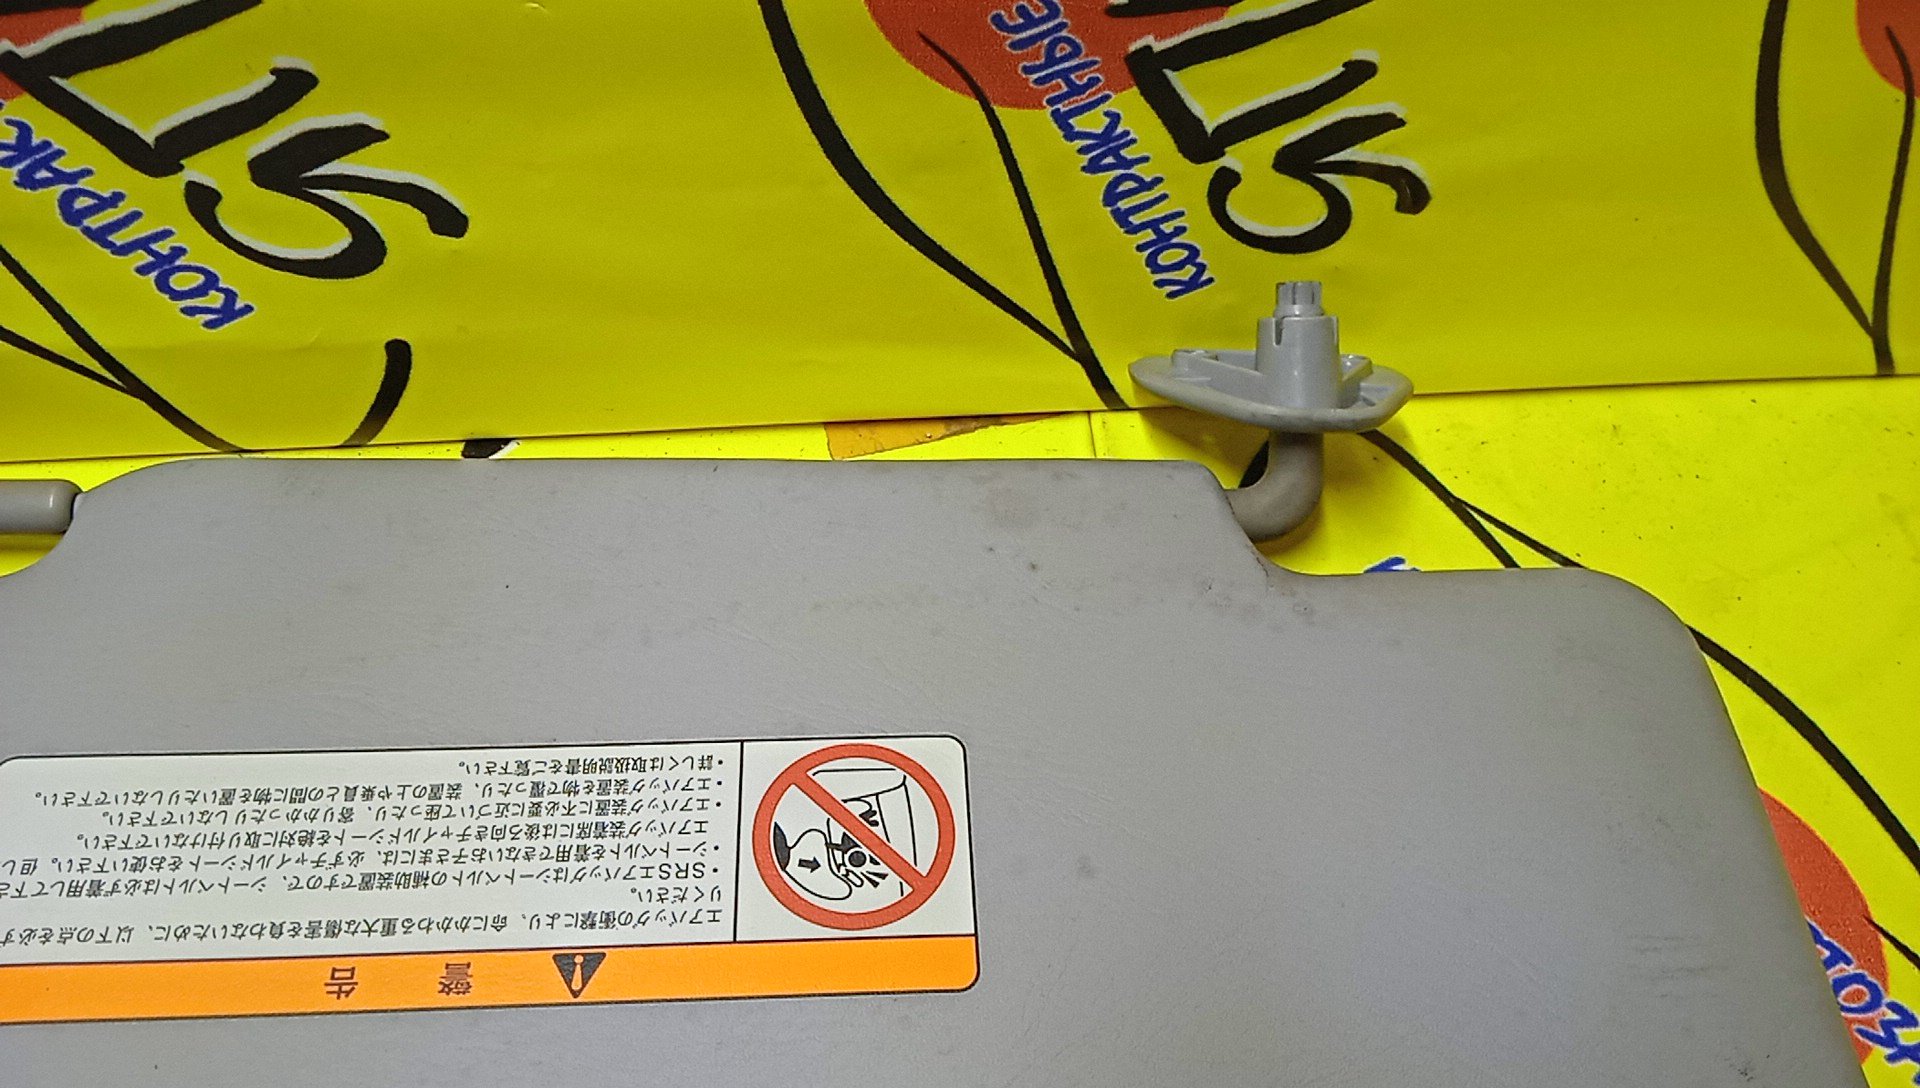 警告
エアバッグの衝撃により、命にかかわる重大な傷害を負わないために、以下の点を必ず
りください。
・SRSエアバッグはシートベルトの補助装置ですので、シートベルトは必ず着用して下さ
・シートベルトを着用できないお子さまには、必ずチャイルドシートをお使い下さい。但し
エアバッグ装着席には後ろ向きチャイルドシートを絶対に取り付けないで下さい。
・エアバッグ装置に不必要に近づいて座ったり、寄りかかったりしないで下さい。
・エアバッグ装置を物で覆ったり、装置の上や乗員との間に物を置いたりしないで下さい。
・詳しくは取扱説明書をご覧下さい。
КОНТРАК
КОНТРАКТНЫЕ